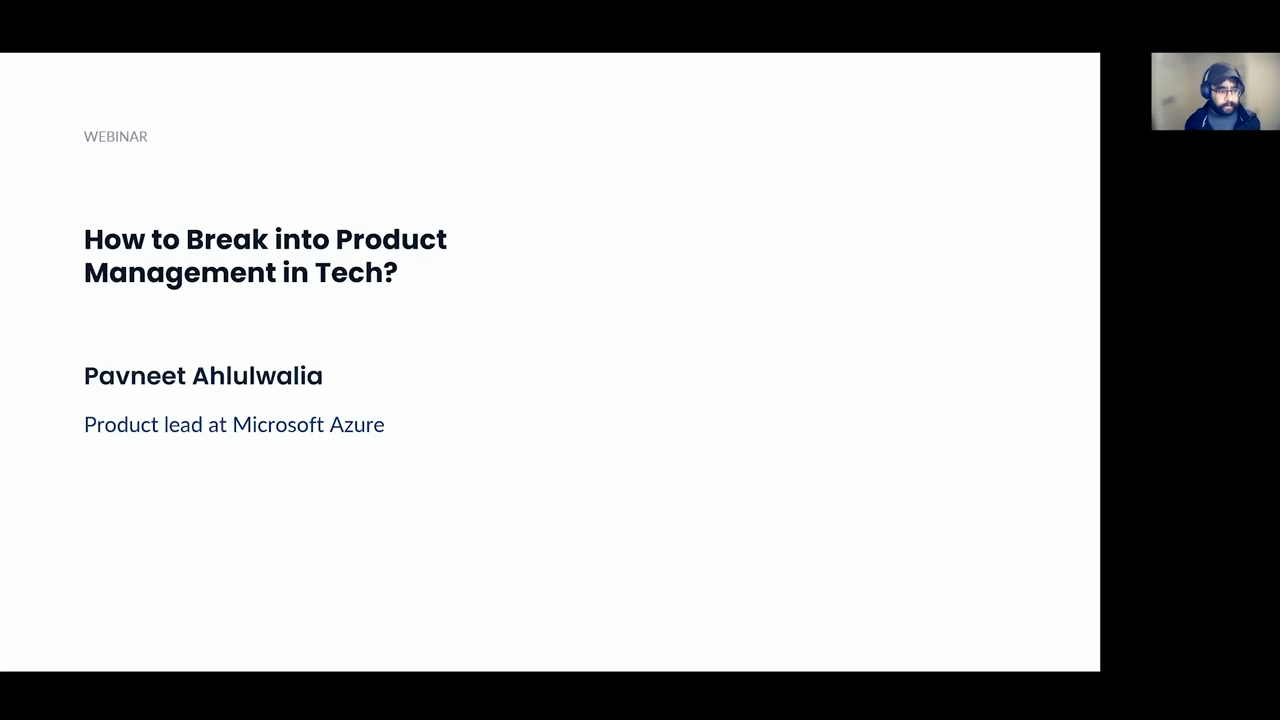 WEBINAR
How to Break into Product
Management in Tech?
Pavneet Ahlulwalia
Product lead at Microsoft Azure